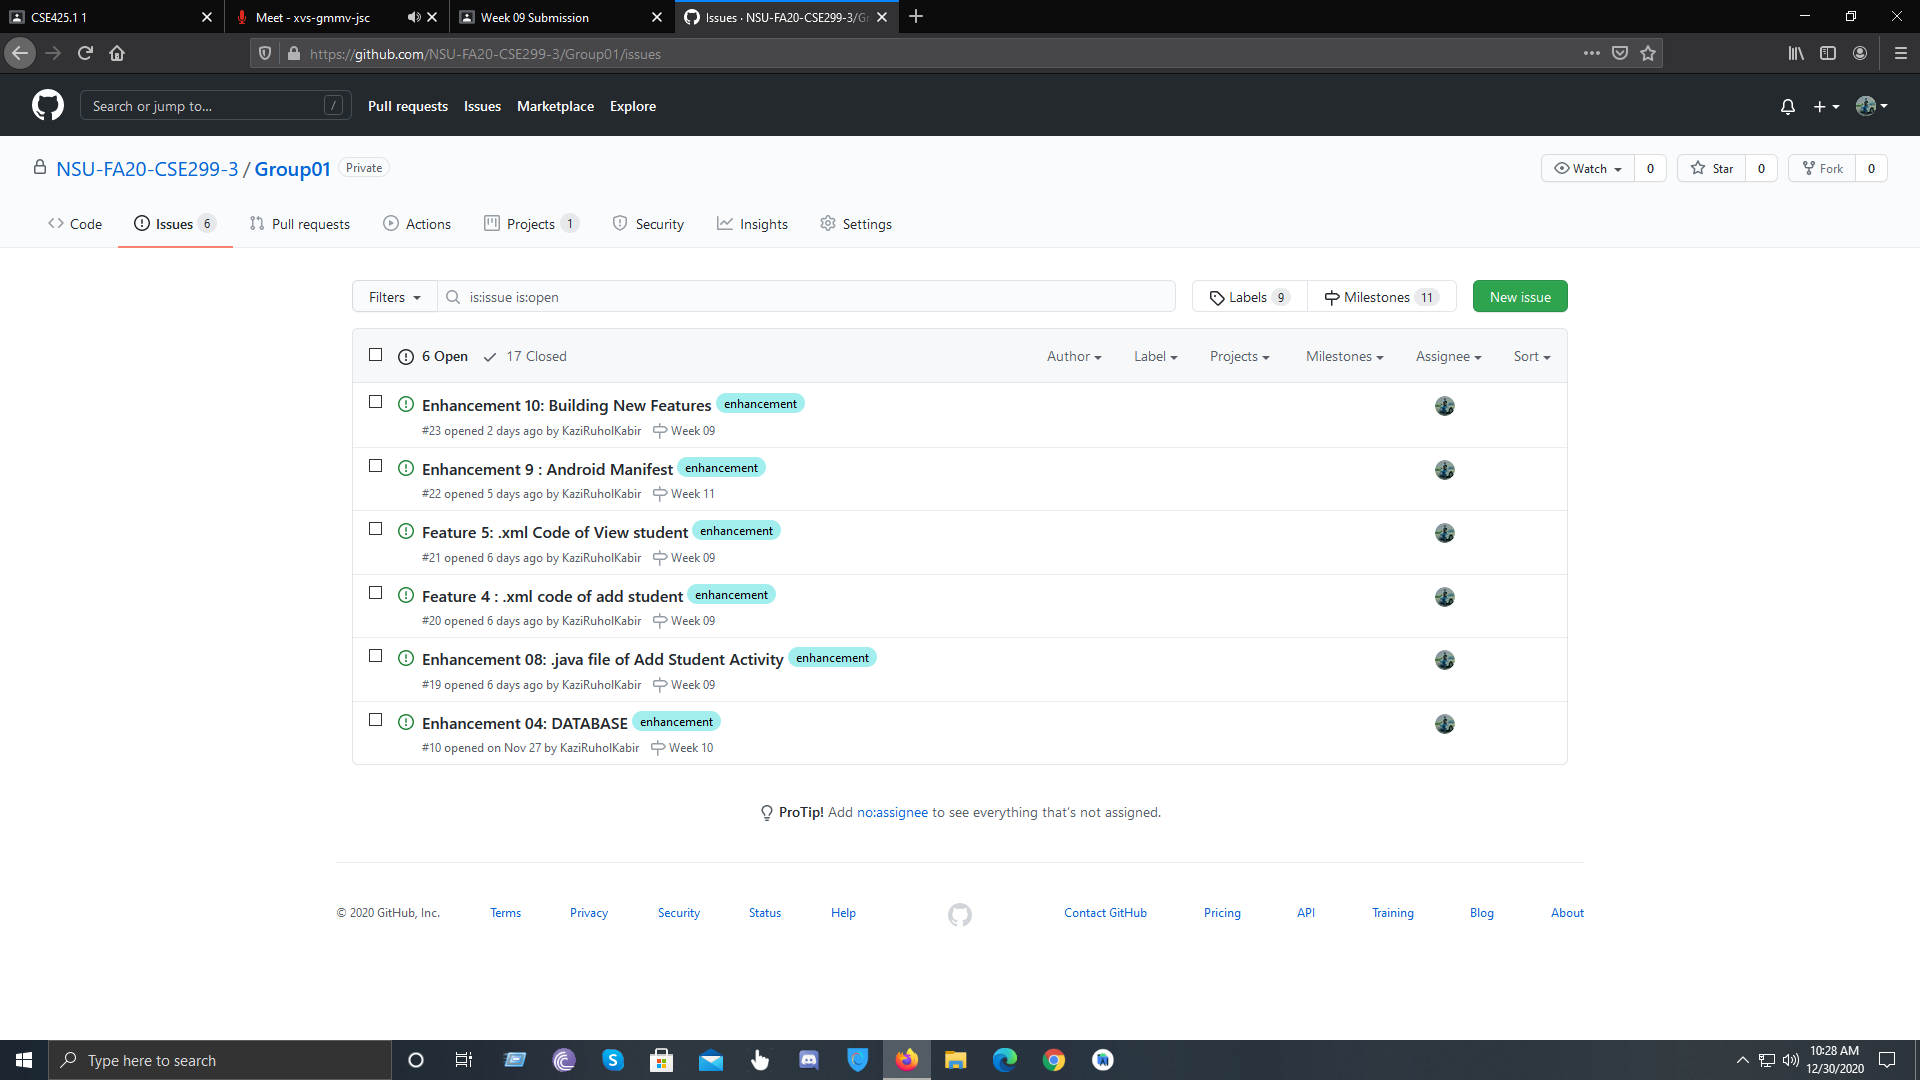 CSE425.1 1
Meet - xvs-gmmv-jsc
Week 09 Submission
Issues · NSU-FA20-CSE299-3/Gr
https://github.com/NSU-FA20-CSE299-3/Group01/issues
Search or jump to... /
Pull requests Issues Marketplace Explore
NSU-FA20-CSE299-3 / Group01 Private
Watch 0 Star 0 Fork 0
Code Issues 6 Pull requests Actions Projects 1 Security Insights Settings
Filters is:issue is:open Labels 9 Milestones 11 New issue
6 Open 17 Closed Author Label Projects Milestones Assignee Sort
Enhancement 10: Building New Features enhancement
#23 opened 2 days ago by KaziRuholKabir Week 09
Enhancement 9 : Android Manifest enhancement
#22 opened 5 days ago by KaziRuholKabir Week 11
Feature 5: .xml Code of View student enhancement
#21 opened 6 days ago by KaziRuholKabir Week 09
Feature 4 : .xml code of add student enhancement
#20 opened 6 days ago by KaziRuholKabir Week 09
Enhancement 08: .java file of Add Student Activity enhancement
#19 opened 6 days ago by KaziRuholKabir Week 09
Enhancement 04: DATABASE enhancement
#10 opened on Nov 27 by KaziRuholKabir Week 10
ProTip! Add no:assignee to see everything that's not assigned.
© 2020 GitHub, Inc. Terms Privacy Security Status Help Contact GitHub Pricing API Training Blog About
Type here to search
10:28 AM
12/30/2020